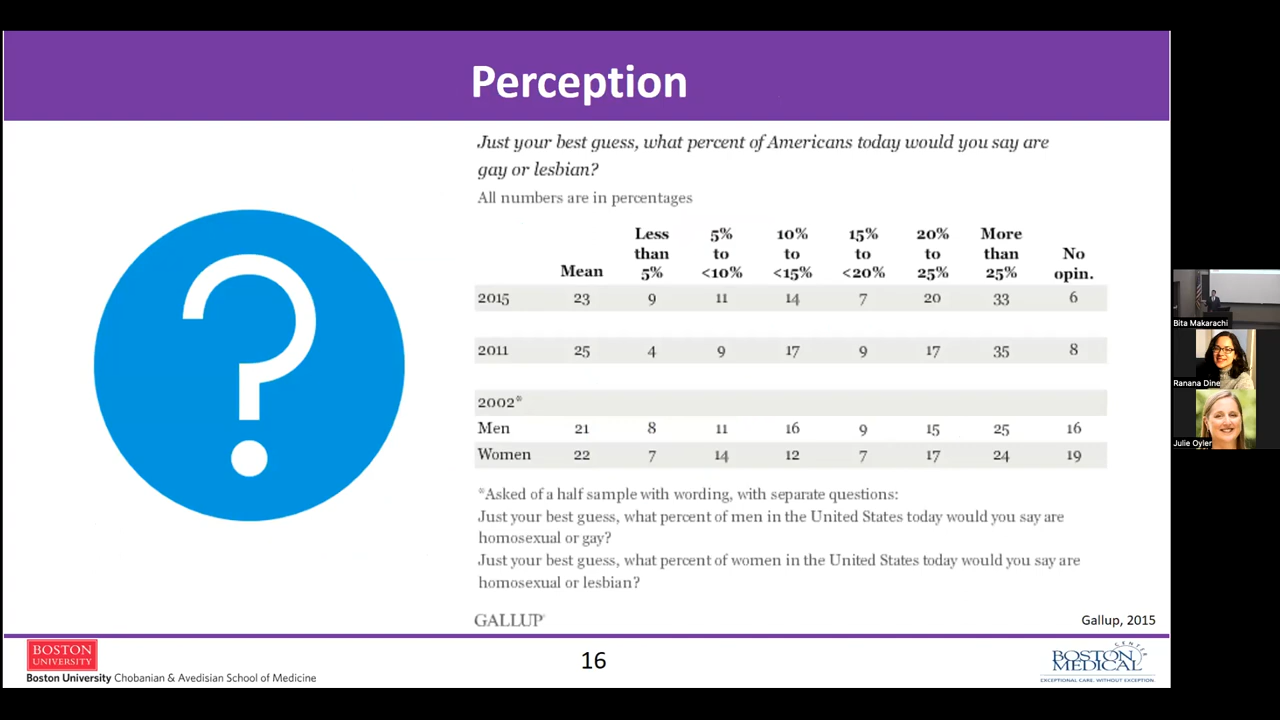 Perception
Just your best guess, what percent of Americans today would you say are
gay or lesbian?
All numbers are in percentages
Mean Less than 5% 5% to <10% 10% to <15% 15% to <20% 20% to 25% More than 25% No opin.
2015 23 9 11 14 7 20 33 6
2011 25 4 9 17 9 17 35 8
2002*
Men 21 8 11 16 9 15 25 16
Women 22 7 14 12 7 17 24 19
*Asked of a half sample with wording, with separate questions:
Just your best guess, what percent of men in the United States today would you say are
homosexual or gay?
Just your best guess, what percent of women in the United States today would you say are
homosexual or lesbian?
GALLUP
Gallup, 2015
BOSTON
UNIVERSITY
Boston University Chobanian & Avedisian School of Medicine
16
BOSTON
MEDICAL
CENTER
EXCEPTIONAL CARE. WITHOUT EXCEPTION.
Bita Makarachi
Ranana Dine
Julie Oyler